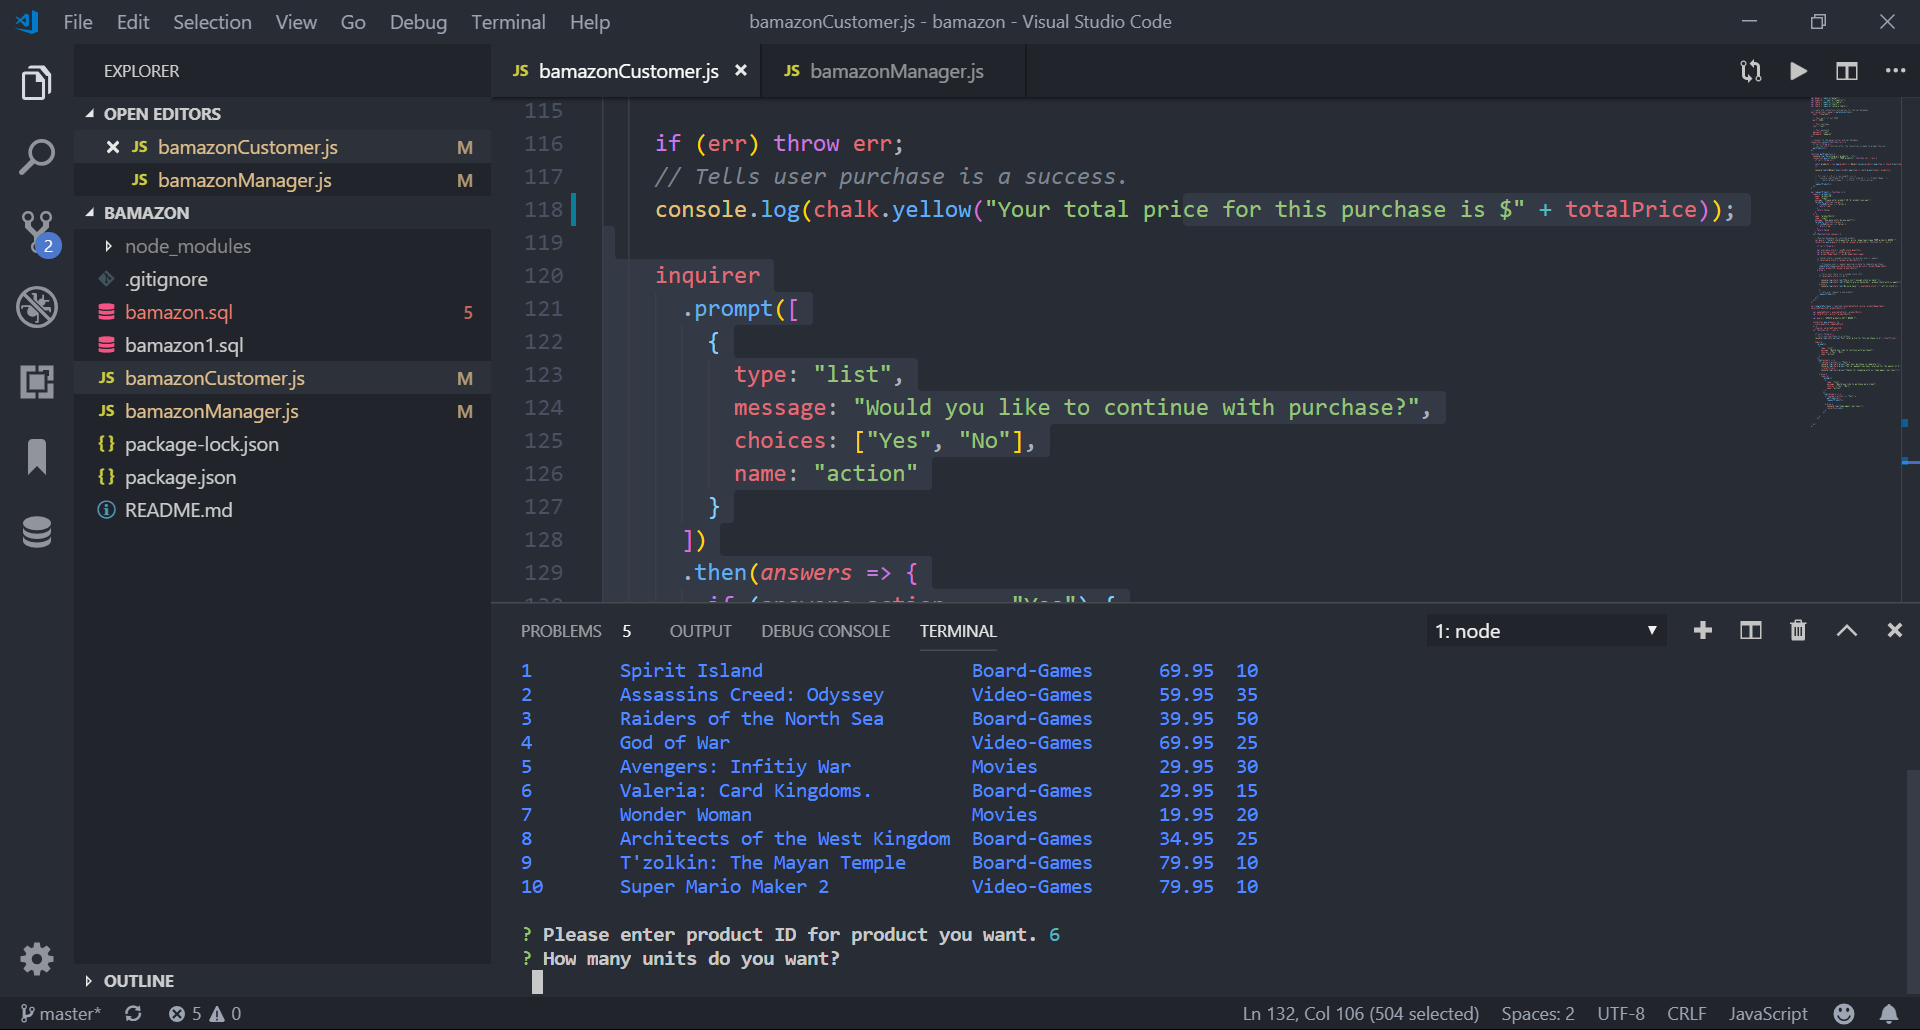 File Edit Selection View Go Debug Terminal Help bamazonCustomer.js - bamazon - Visual Studio Code
EXPLORER
OPEN EDITORS
JS bamazonCustomer.js M
JS bamazonManager.js M
BAMAZON
node_modules
.gitignore
bamazon.sql 5
bamazon1.sql
JS bamazonCustomer.js M
JS bamazonManager.js M
{} package-lock.json
{} package.json
README.md
OUTLINE
2
JS bamazonCustomer.js JS bamazonManager.js
115
116 if (err) throw err;
117 // Tells user purchase is a success.
118 console.log(chalk.yellow("Your total price for this purchase is $" + totalPrice));
119
120 inquirer
121 .prompt([
122 {
123 type: "list",
124 message: "Would you like to continue with purchase?",
125 choices: ["Yes", "No"],
126 name: "action"
127 }
128 ])
129 .then(answers => {
PROBLEMS 5 OUTPUT DEBUG CONSOLE TERMINAL 1: node
1 Spirit Island Board-Games 69.95 10
2 Assassins Creed: Odyssey Video-Games 59.95 35
3 Raiders of the North Sea Board-Games 39.95 50
4 God of War Video-Games 69.95 25
5 Avengers: Infitiy War Movies 29.95 30
6 Valeria: Card Kingdoms. Board-Games 29.95 15
7 Wonder Woman Movies 19.95 20
8 Architects of the West Kingdom Board-Games 34.95 25
9 T'zolkin: The Mayan Temple Board-Games 79.95 10
10 Super Mario Maker 2 Video-Games 79.95 10
? Please enter product ID for product you want. 6
? How many units do you want?
master* 5 0 Ln 132, Col 106 (504 selected) Spaces: 2 UTF-8 CRLF JavaScript